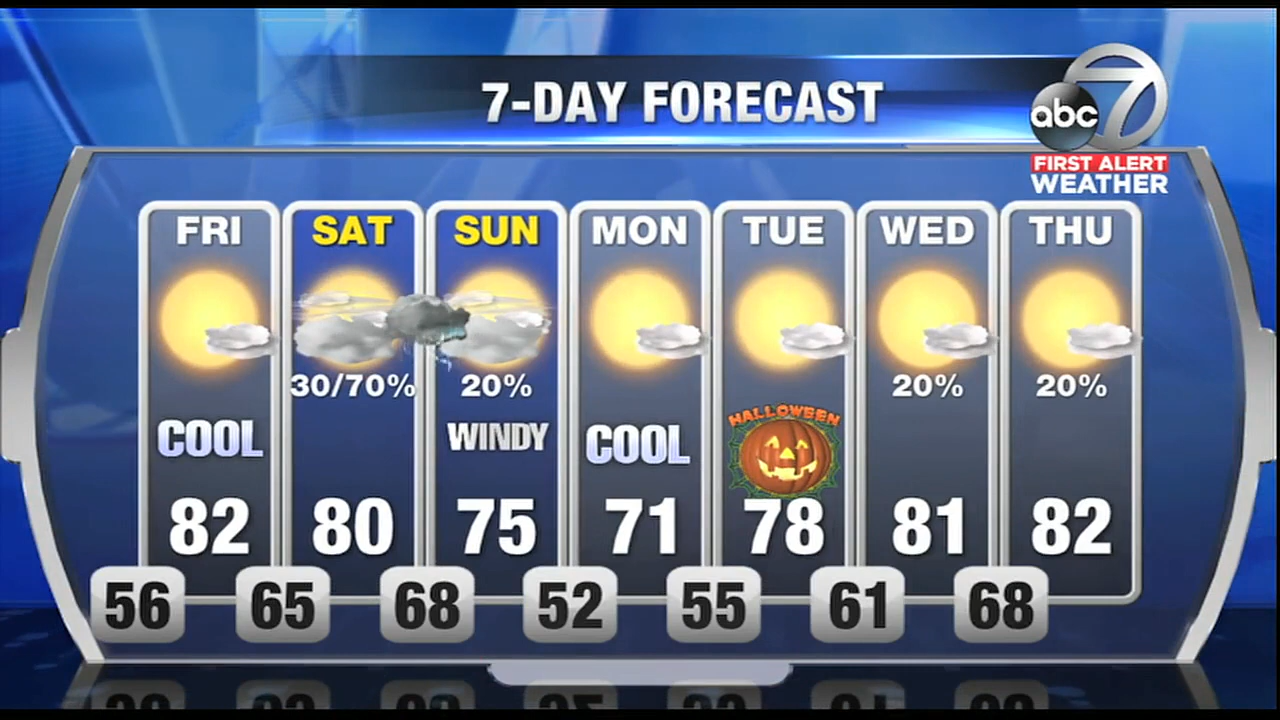 7-DAY FORECAST
abc 7
FIRST ALERT
WEATHER
FRI SAT SUN MON TUE WED THU
30/70% 20% 20% 20%
HALLOWEEN
COOL WINDY COOL
82 80 75 71 78 81 82
56 65 68 52 55 61 68